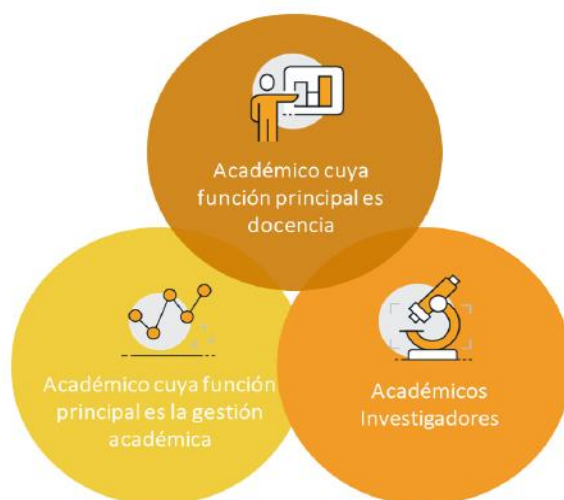 Académico cuya
función principal es
docencia
Académico cuya función
principal es la gestión
académica
Académicos
Investigadores